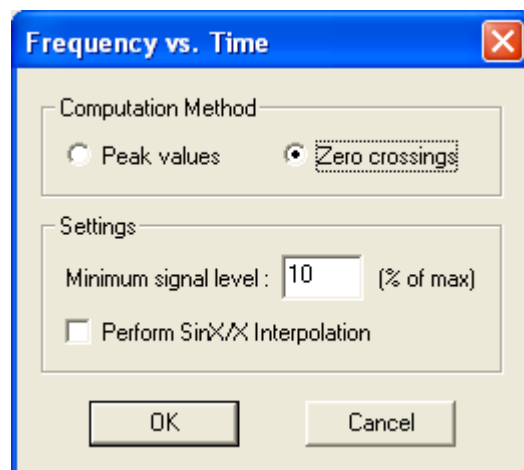 Frequency vs. Time
Computation Method
Peak values Zero crossings
Settings
Minimum signal level : 10 (% of max)
Perform SinX/X Interpolation
OK Cancel